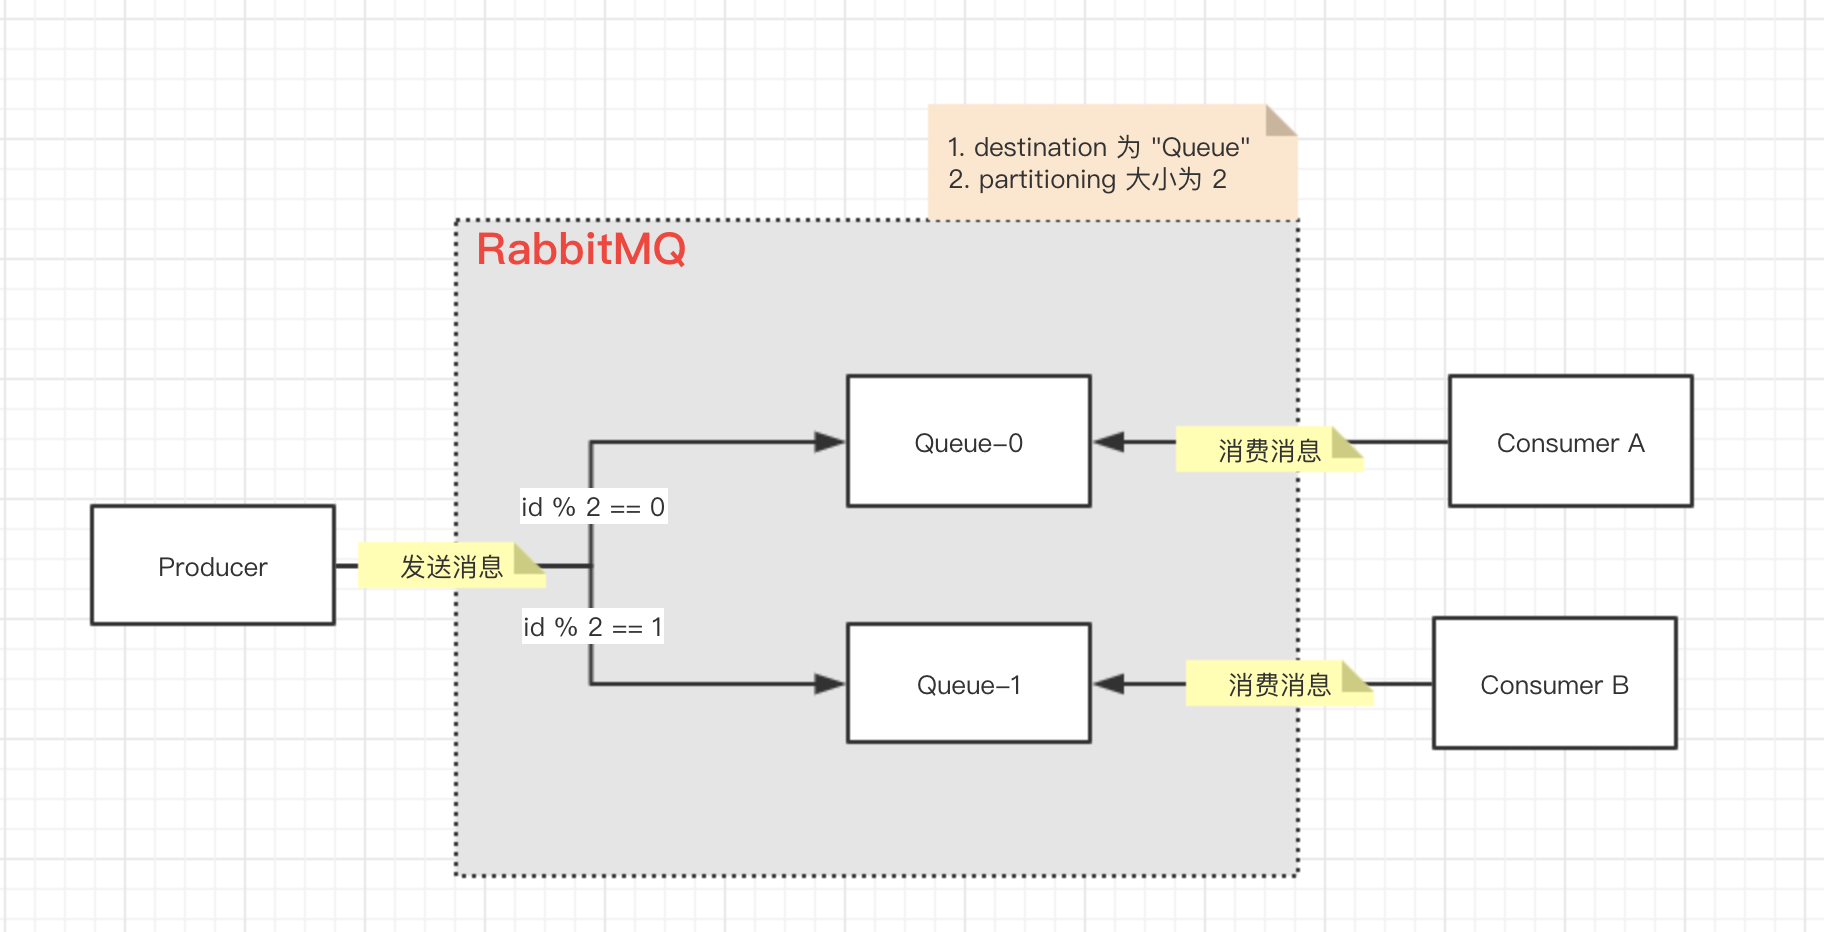 1. destination 为 "Queue"
2. partitioning 大小为 2
RabbitMQ
Queue-0
消费消息
Consumer A
id % 2 == 0
Producer
发送消息
id % 2 == 1
Queue-1
消费消息
Consumer B